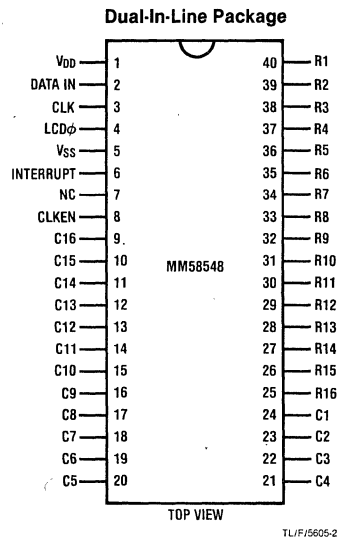 Dual-In-Line Package
VDD 1 40 R1
DATA IN 2 39 R2
CLK 3 38 R3
LCDϕ 4 37 R4
VSS 5 36 R5
INTERRUPT 6 35 R6
NC 7 34 R7
CLKEN 8 33 R8
C16 9 32 R9
C15 10 31 R10
MM58548
C14 11 30 R11
C13 12 29 R12
C12 13 28 R13
C11 14 27 R14
C10 15 26 R15
C9 16 25 R16
C8 17 24 C1
C7 18 23 C2
C6 19 22 C3
C5 20 21 C4
TOP VIEW
TL/F/5605-2